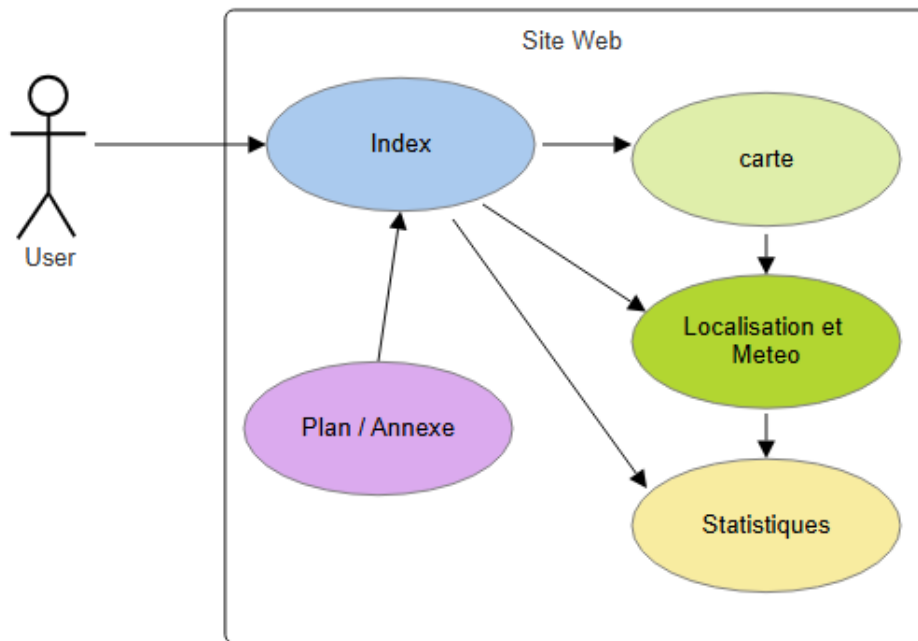 Site Web
Index
carte
User
Localisation et
Meteo
Plan / Annexe
Statistiques